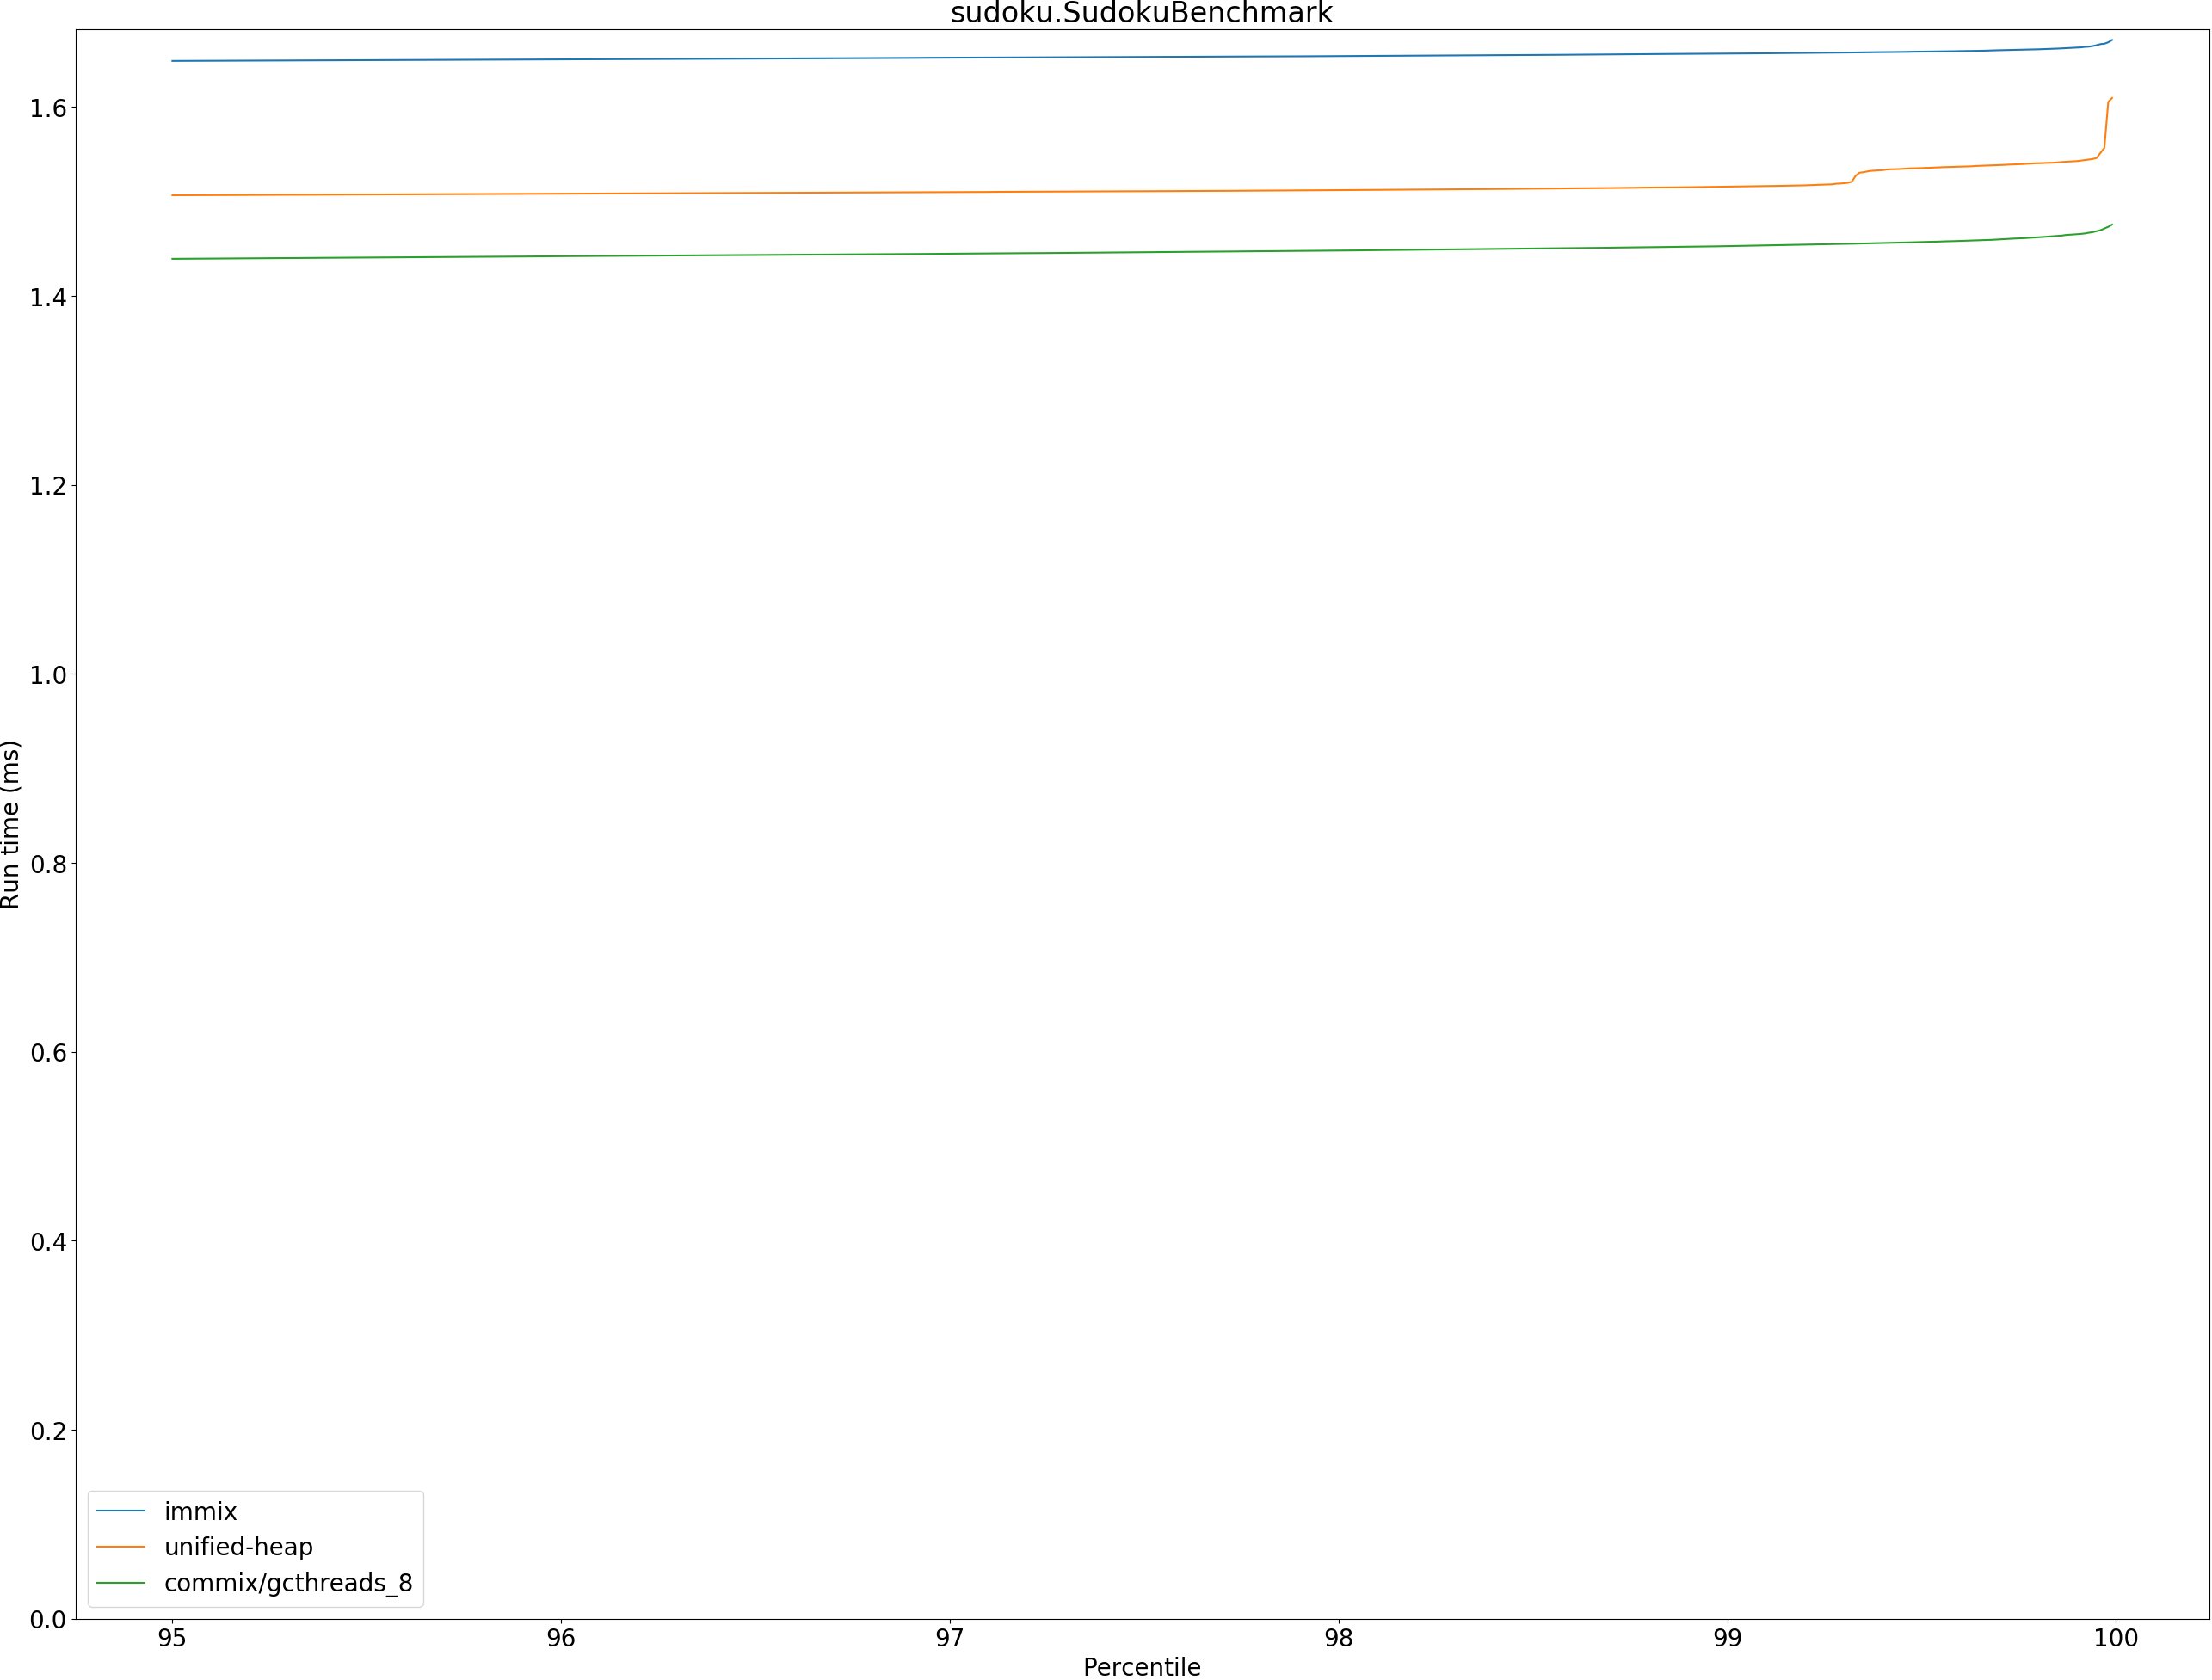 sudoku.SudokuBenchmark
Run time (ms)
1.6
1.4
1.2
1.0
0.8
0.6
0.4
0.2
0.0
immix
unified-heap
commix/gcthreads_8
95 96 97 98 99 100
Percentile